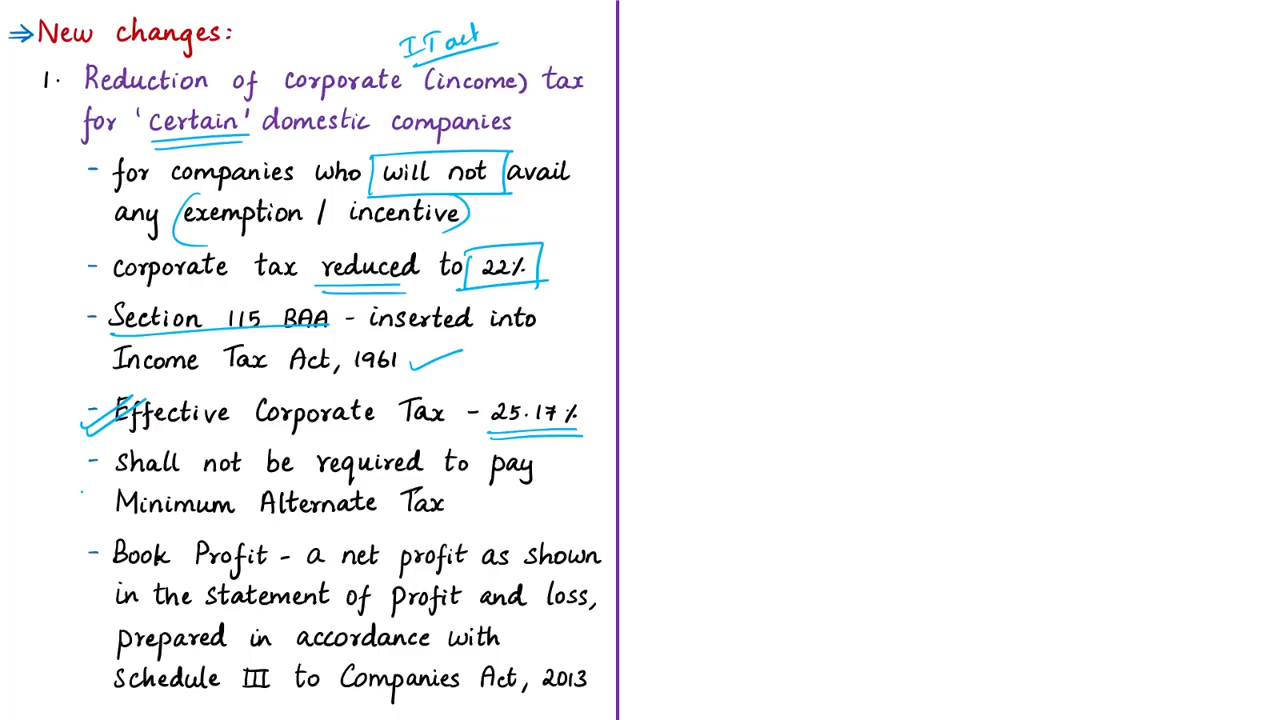 ⇒ New changes:
IT act
1. Reduction of corporate (income) tax
for 'certain' domestic companies
- for companies who will not avail
any exemption / incentive
- corporate tax reduced to 22%
- Section 115 BAA - inserted into
Income Tax Act, 1961
- Effective Corporate Tax - 25.17%
- shall not be required to pay
Minimum Alternate Tax
- Book Profit - a net profit as shown
in the statement of profit and loss,
prepared in accordance with
schedule III to Companies Act, 2013